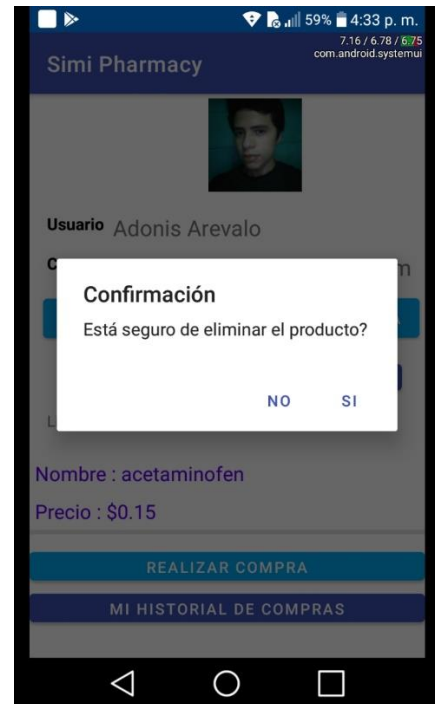 59% 4:33 p. m.
7.16 / 6.78 / 6.75
com.android.systemui
Simi Pharmacy
Usuario Adonis Arevalo
Confirmación
Está seguro de eliminar el producto?
NO SI
Nombre : acetaminofen
Precio : $0.15
REALIZAR COMPRA
MI HISTORIAL DE COMPRAS